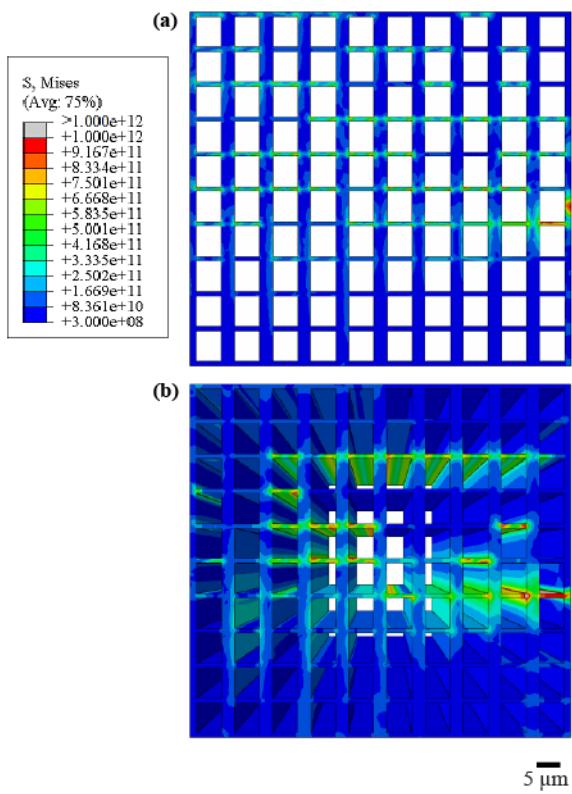 (a)
S, Mises
(Avg: 75%)
>1.000e+12
+1.000e+12
+9.167e+11
+8.334e+11
+7.501e+11
+6.668e+11
+5.835e+11
+5.001e+11
+4.168e+11
+3.335e+11
+2.502e+11
+1.669e+11
+8.361e+10
+3.000e+08
(b)
5 μm